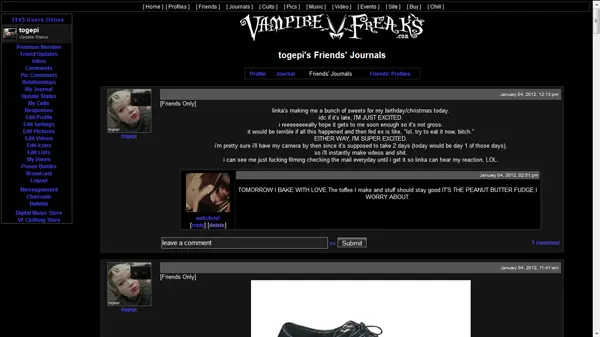 [ Home ] [ Profiles ] [ Friends ] [ Journals ] [ Cults ] [ Pics ] [ Music ] [ Video ] [ Events ] [ Site ] [ Buy ] [ Chill ]
VAMPIRE FREAKS
.com
togepi's Friends' Journals
Profile Journal Friends' Journals Friends' Profiles
3145 Users Online
togepi
Update Status
Premium Member
Friend Updates
Inbox
Comments
Pic Comments
Relationships
My Journal
Update Status
My Cults
Responses
Edit Profile
Edit Settings
Edit Pictures
Edit Videos
Edit Icons
Edit Lists
My Views
Power Bombs
Broadcast
Logout
Messageboard
Chatroom
Bulletin
Digital Music Store
VF Clothing Store
togepi
January 04, 2012, 12:13 pm
[Friends Only]
linka's making me a bunch of sweets for my birthday/christmas today.
idc if it's late, I'M JUST EXCITED.
i reeeeeeeally hope it gets to me soon enough so it's not gross.
it would be terrible if all this happened and then fed ex is like, "lol, try to eat it now, bitch."
EITHER WAY, I'M SUPER EXCITED.
i'm pretty sure i'll have my camera by then since it's supposed to take 2 days (today would be day 1 of those days),
so i'll instantly make videos and shit.
i can see me just fucking filming checking the mail everyday until i got it so linka can hear my reaction, LOL.
January 04, 2012, 02:51 pm
TOMORROW I BAKE WITH LOVE.The toffee I make and stuff should stay good.IT'S THE PEANUT BUTTER FUDGE I
WORRY ABOUT.
[reply] [delete]
leave a comment >> Submit
1 comment
January 04, 2012, 11:41 am
[Friends Only]
togepi